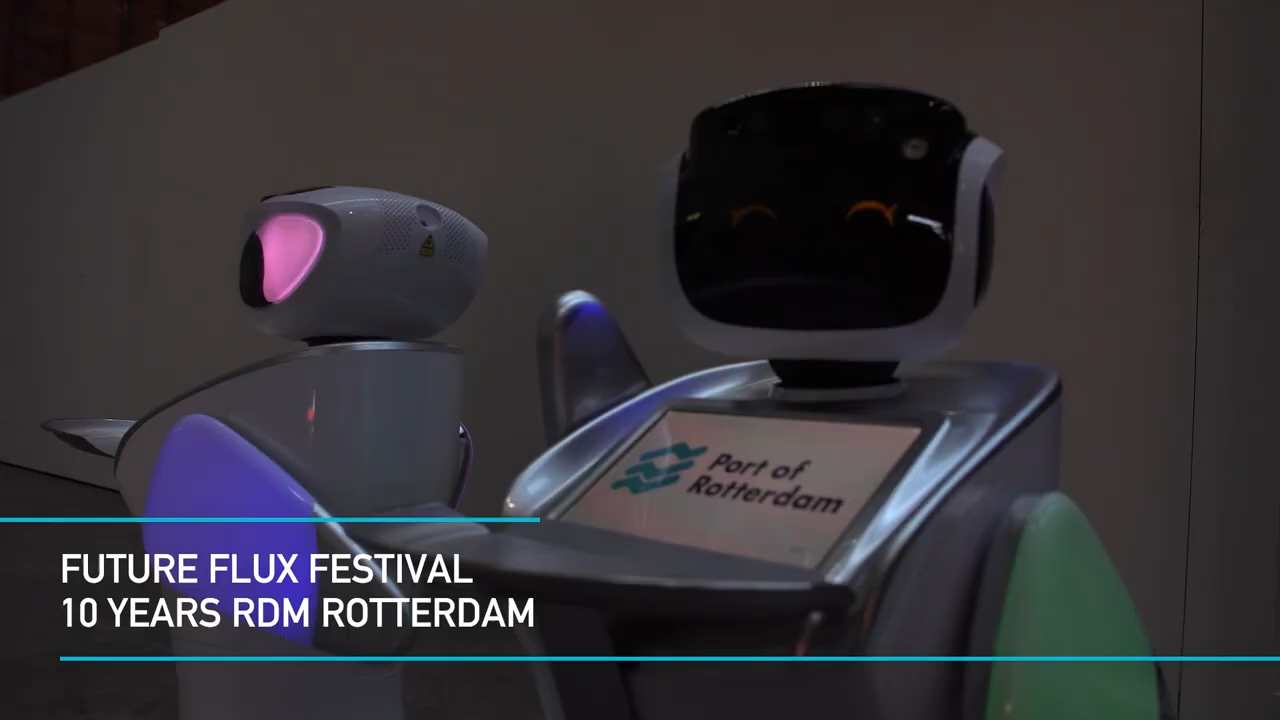 Port of
Rotterdam
FUTURE FLUX FESTIVAL
10 YEARS RDM ROTTERDAM